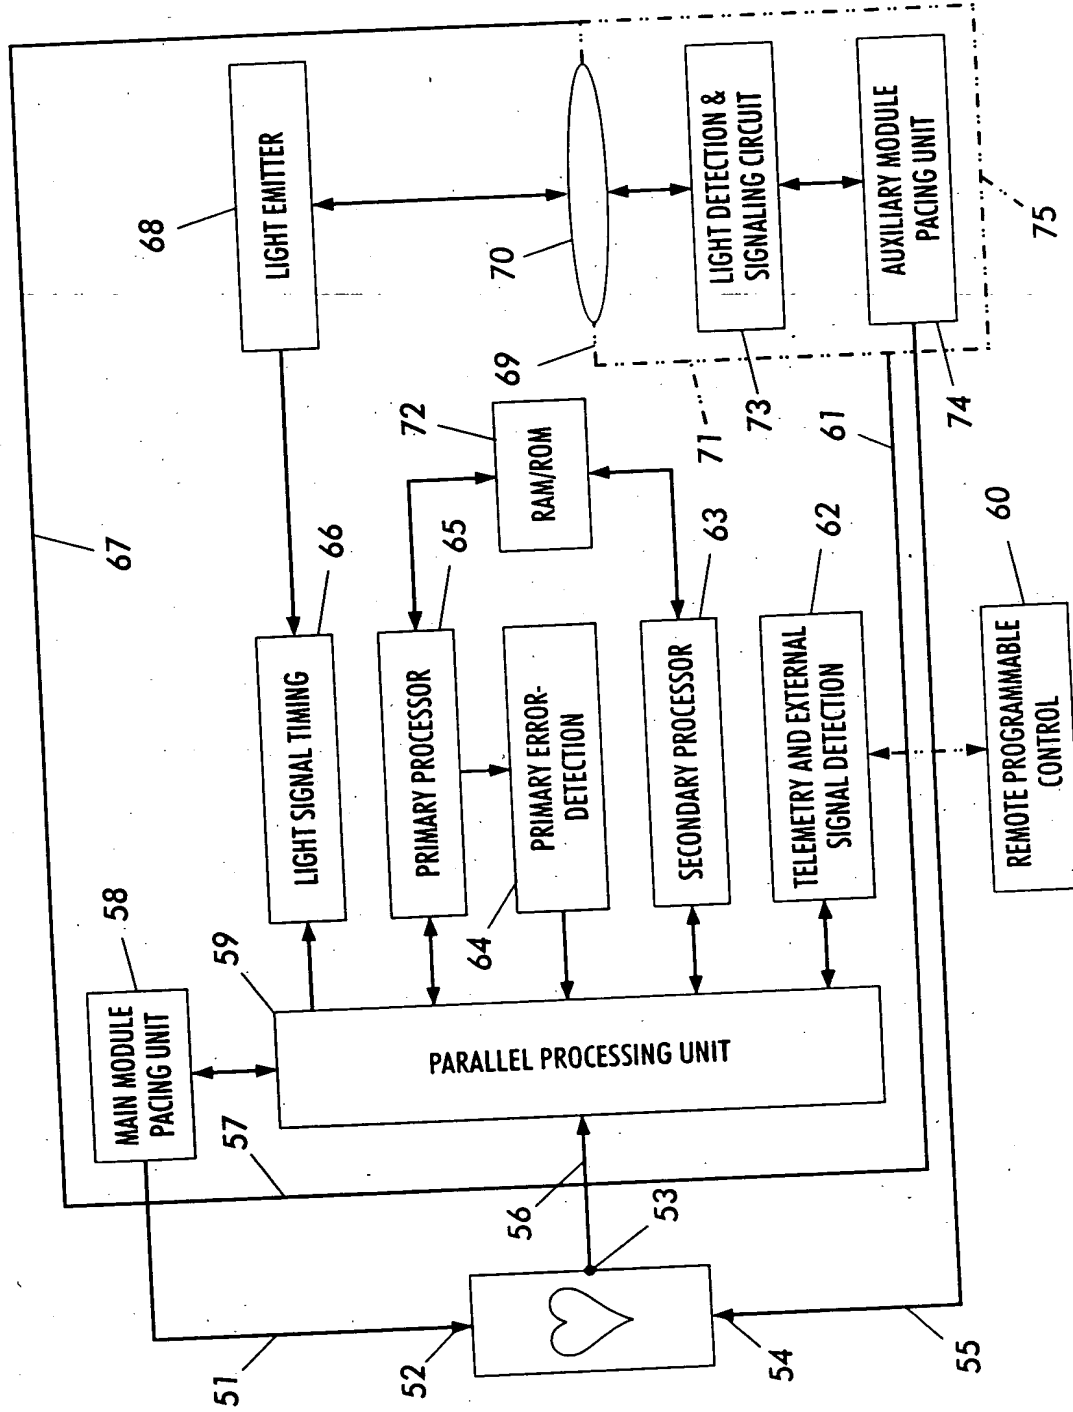 67
68
LIGHT EMITTER
70
LIGHT DETECTION &
SIGNALING CIRCUIT
AUXILIARY MODULE
PACING UNIT
75
69
71
73
74
61
72
RAM/ROM
66
LIGHT SIGNAL TIMING
65
PRIMARY PROCESSOR
PRIMARY ERROR-
DETECTION
64
63
SECONDARY PROCESSOR
62
TELEMETRY AND EXTERNAL
SIGNAL DETECTION
60
REMOTE PROGRAMMABLE
CONTROL
58
MAIN MODULE
PACING UNIT
59
PARALLEL PROCESSING UNIT
57
56
53
51
52
54
55